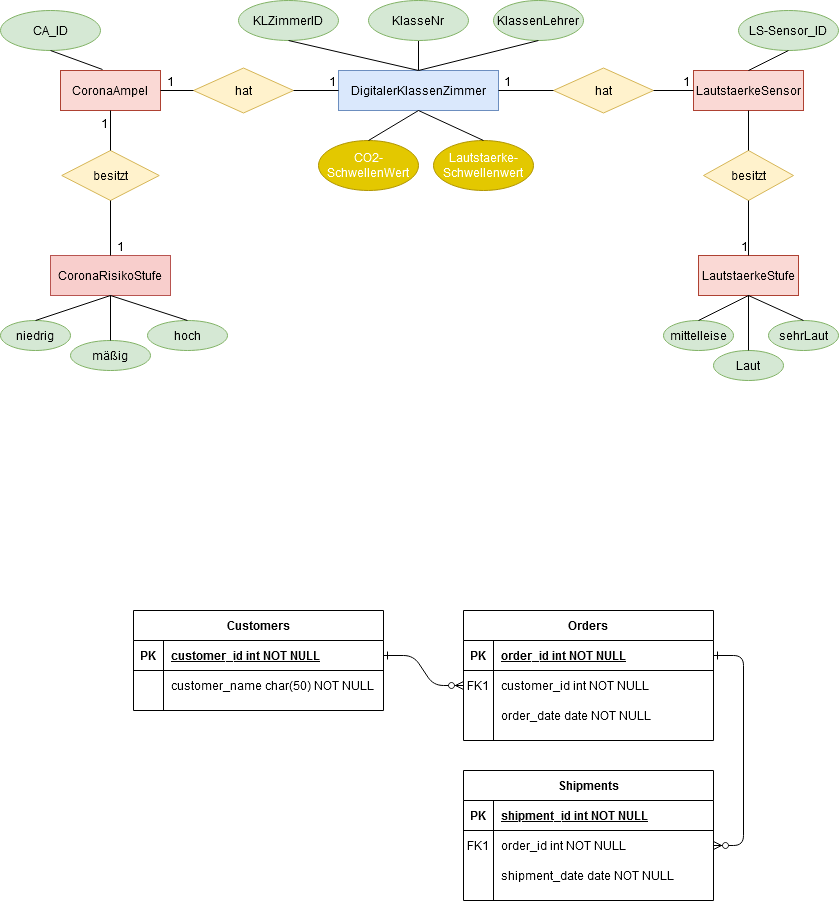 CA_ID
KLZimmerID
KlasseNr
KlassenLehrer
LS-Sensor_ID
CoronaAmpel
1
hat
1
DigitalerKlassenZimmer
1
hat
1
LautstaerkeSensor
1
CO2-
SchwellenWert
Lautstaerke-
Schwellenwert
besitzt
besitzt
1
1
CoronaRisikoStufe
LautstaerkeStufe
niedrig
mäßig
hoch
mittelleise
Laut
sehrLaut
Customers
PK
customer_id int NOT NULL
customer_name char(50) NOT NULL
Orders
PK
order_id int NOT NULL
FK1
customer_id int NOT NULL
order_date date NOT NULL
Shipments
PK
shipment_id int NOT NULL
FK1
order_id int NOT NULL
shipment_date date NOT NULL